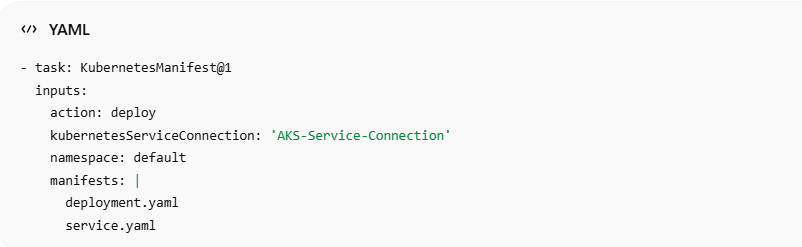 </> YAML
- task: KubernetesManifest@1
  inputs:
    action: deploy
    kubernetesServiceConnection: 'AKS-Service-Connection'
    namespace: default
    manifests: |
      deployment.yaml
      service.yaml